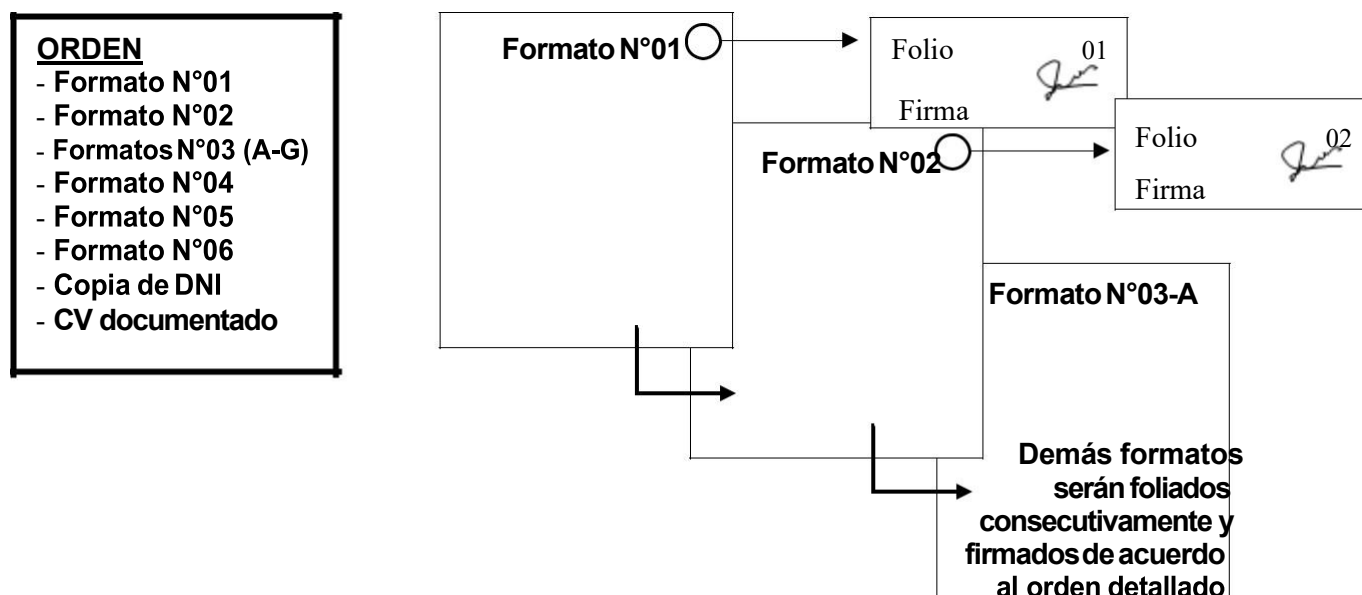 ORDEN
- Formato N°01
- Formato N°02
- Formatos N°03 (A-G)
- Formato N°04
- Formato N°05
- Formato N°06
- Copia de DNI
- CV documentado
Formato N°01
Folio 01
Firma
Formato N°02
Folio 02
Firma
Formato N°03-A
Demás formatos
serán foliados
consecutivamente y
firmados de acuerdo
al orden detallado